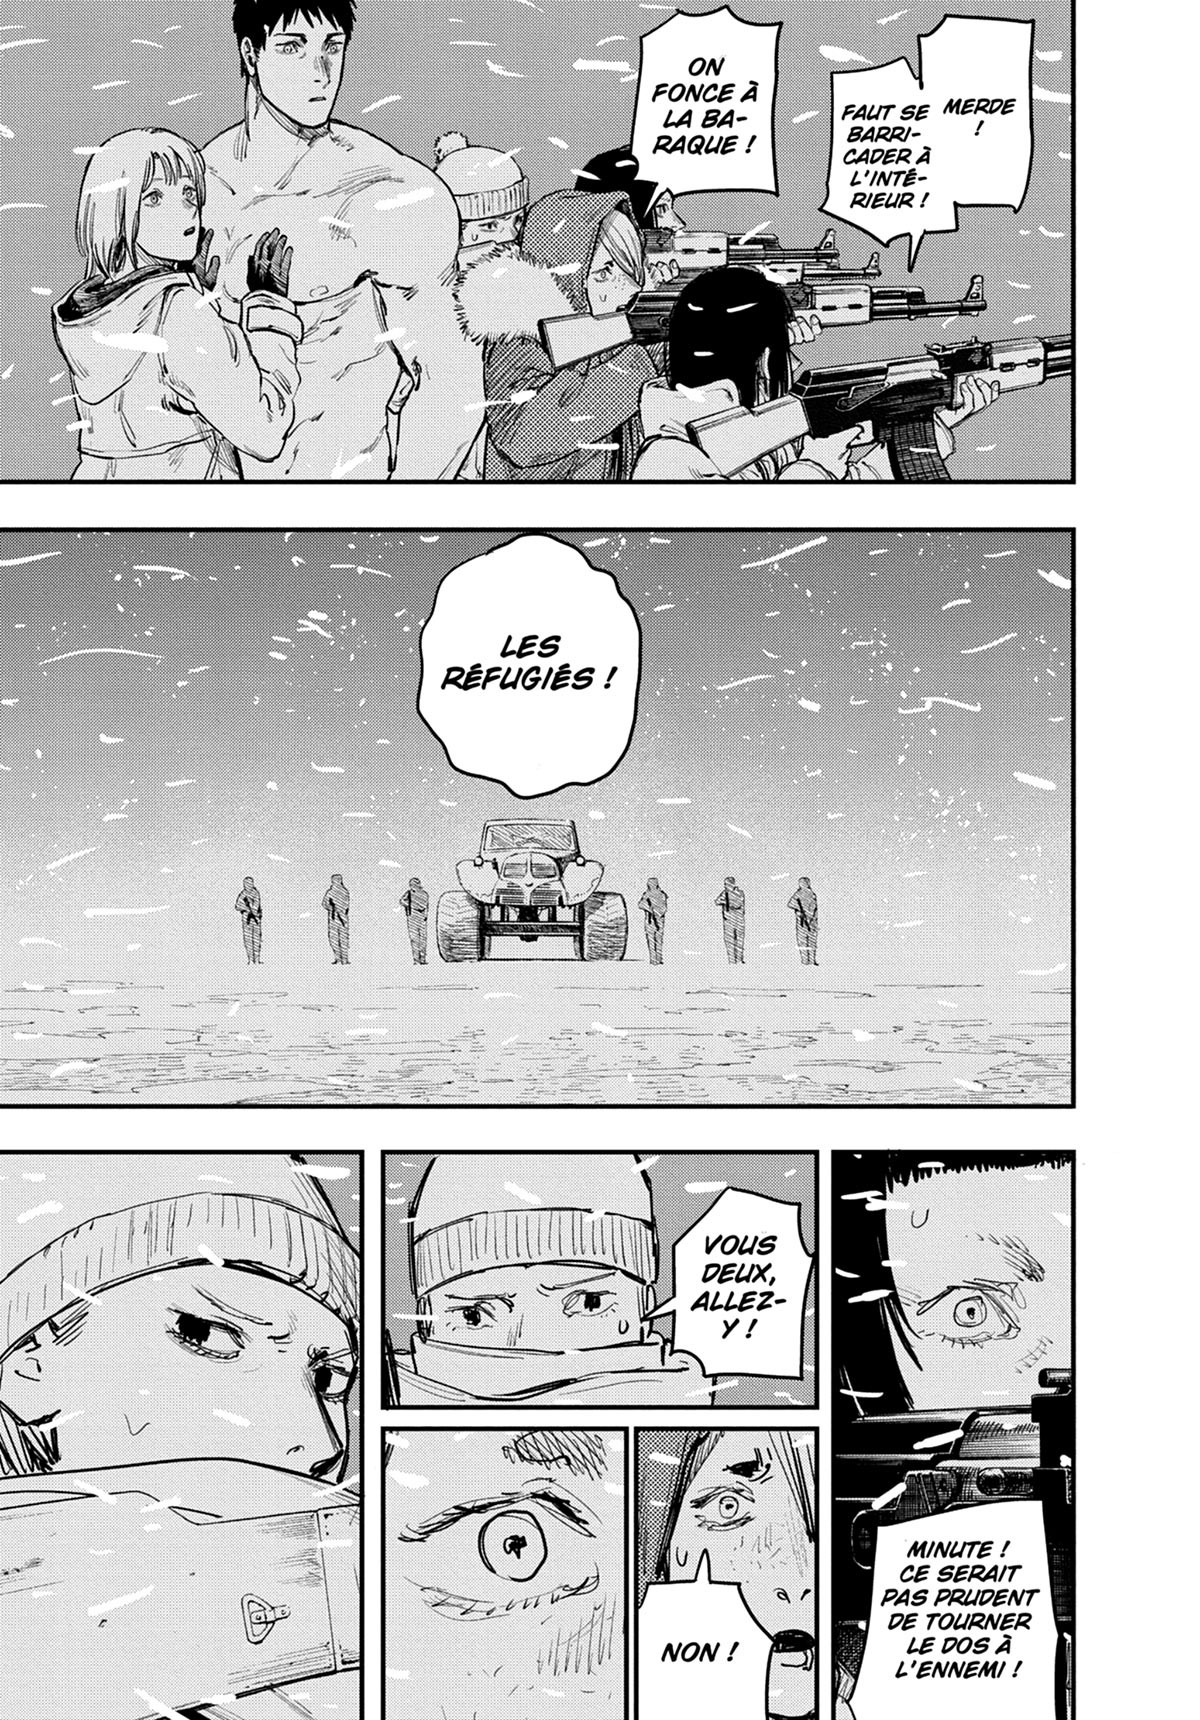 MERDE
!
FAUT SE
BARRI-
CADER À
L'INTÉ-
RIEUR !
ON
FONCE À
LA BA-
RAQUE !
LES
RÉFUGIÉS !
MINUTE !
CE SERAIT
PAS PRUDENT
DE TOURNER
LE DOS À
L'ENNEMI !
VOUS
DEUX,
ALLEZ-
Y !
NON !